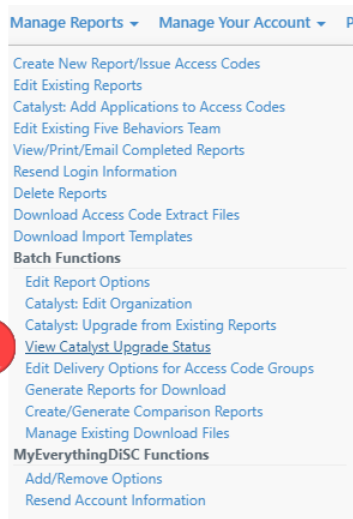 Manage Reports Manage Your Account
Create New Report/Issue Access Codes
Edit Existing Reports
Catalyst: Add Applications to Access Codes
Edit Existing Five Behaviors Team
View/Print/Email Completed Reports
Resend Login Information
Delete Reports
Download Access Code Extract Files
Download Import Templates
Batch Functions
Edit Report Options
Catalyst: Edit Organization
Catalyst: Upgrade from Existing Reports
View Catalyst Upgrade Status
Edit Delivery Options for Access Code Groups
Generate Reports for Download
Create/Generate Comparison Reports
Manage Existing Download Files
MyEverythingDiSC Functions
Add/Remove Options
Resend Account Information